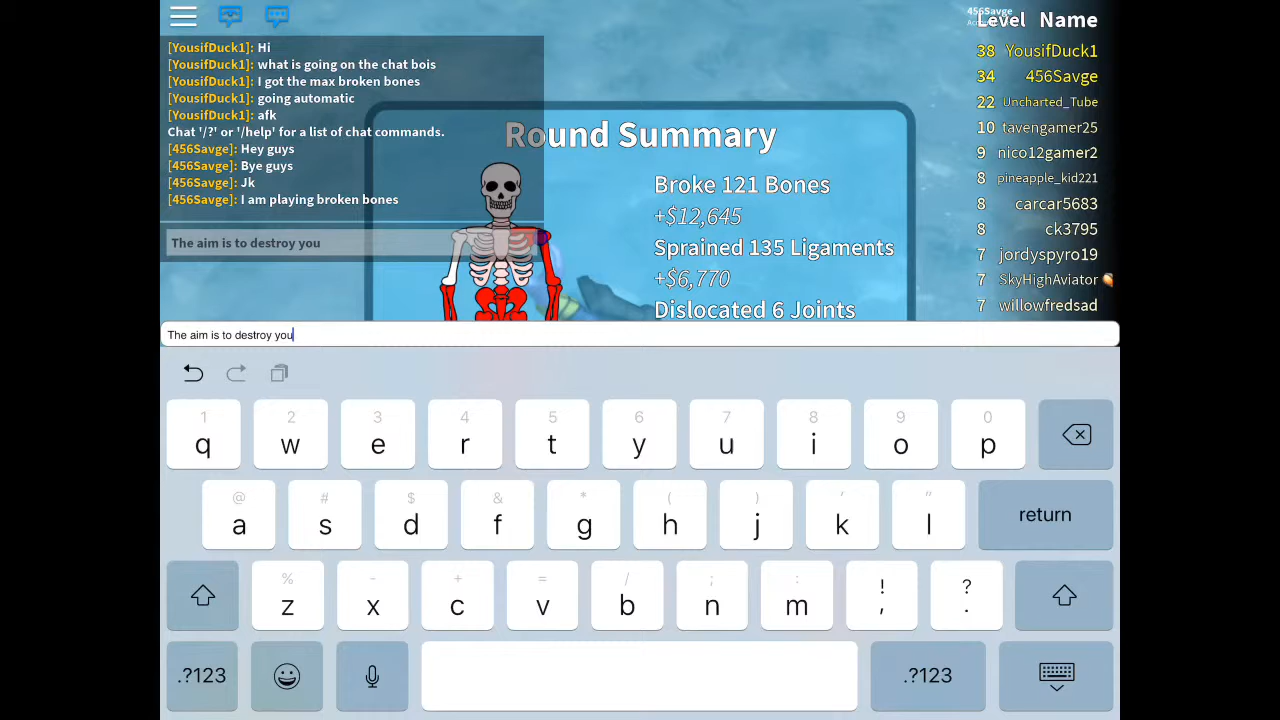 456Savge
Level Name
[YousifDuck1]: Hi
[YousifDuck1]: what is going on the chat bois
[YousifDuck1]: I got the max broken bones
[YousifDuck1]: going automatic
[YousifDuck1]: afk
Chat '/?' or '/help' for a list of chat commands.
[456Savge]: Hey guys
[456Savge]: Bye guys
[456Savge]: Jk
[456Savge]: I am playing broken bones
The aim is to destroy you
Round Summary
Broke 121 Bones
+$12,645
Sprained 135 Ligaments
+$6,770
Dislocated 6 Joints
38 YousifDuck1
34 456Savge
22 Uncharted_Tube
10 tavengamer25
9 nico12gamer2
8 pineapple_kid221
8 carcar5683
8 ck3795
7 jordyspyro19
7 SkyHighAviator
7 willowfredsad
The aim is to destroy you
1 2 3 4 5 6 7 8 9 0
q w e r t y u i o p
@ # $ & * ( ) ' "
a s d f g h j k l return
% - + = / ; : ! ?
z x c v b n m , .
.?123 .?123